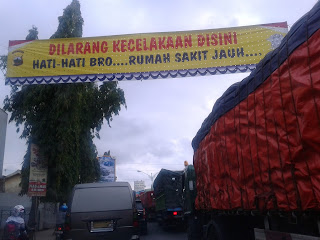 DILARANG KECELAKAAN DISINI
HATI-HATI BRO....RUMAH SAKIT JAUH....